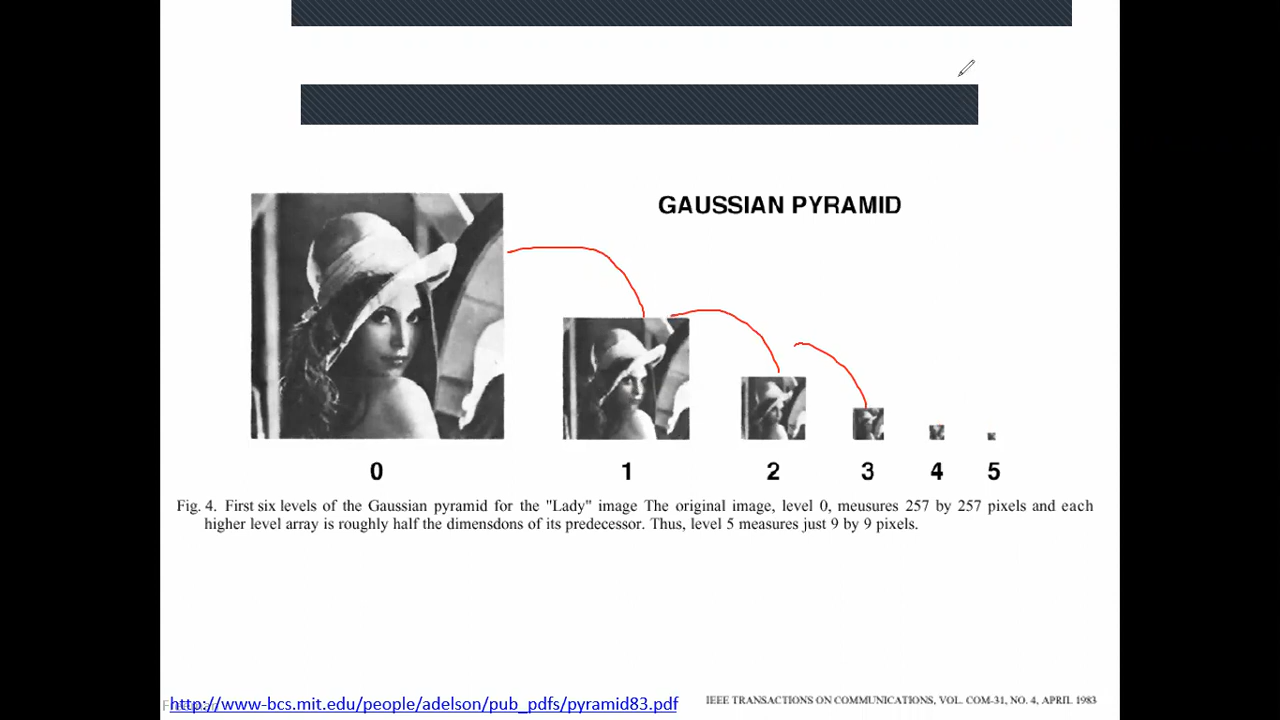 GAUSSIAN PYRAMID
0 1 2 3 4 5
Fig. 4. First six levels of the Gaussian pyramid for the "Lady" image The original image, level 0, meusures 257 by 257 pixels and each
higher level array is roughly half the dimensdons of its predecessor. Thus, level 5 measures just 9 by 9 pixels.
http://www-bcs.mit.edu/people/adelson/pub_pdfs/pyramid83.pdf
IEEE TRANSACTIONS ON COMMUNICATIONS, VOL. COM-31, NO. 4, APRIL 1983